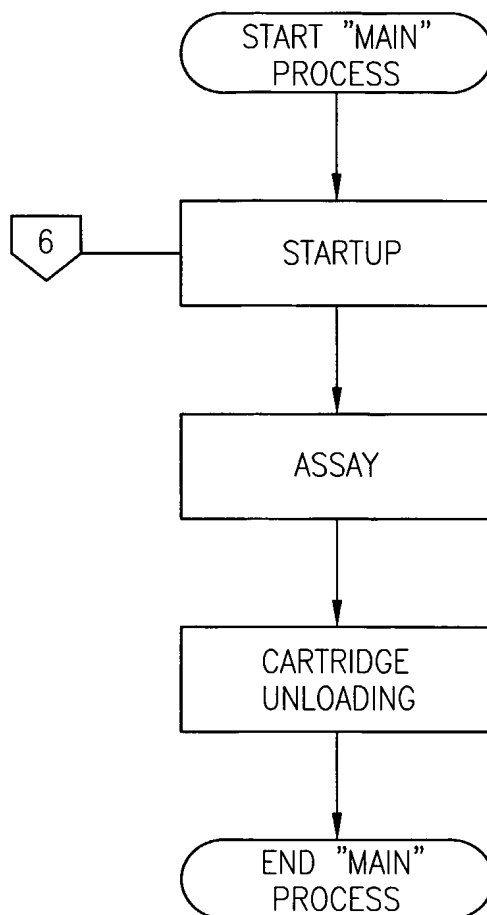 START "MAIN"
PROCESS
6
STARTUP
ASSAY
CARTRIDGE
UNLOADING
END "MAIN"
PROCESS